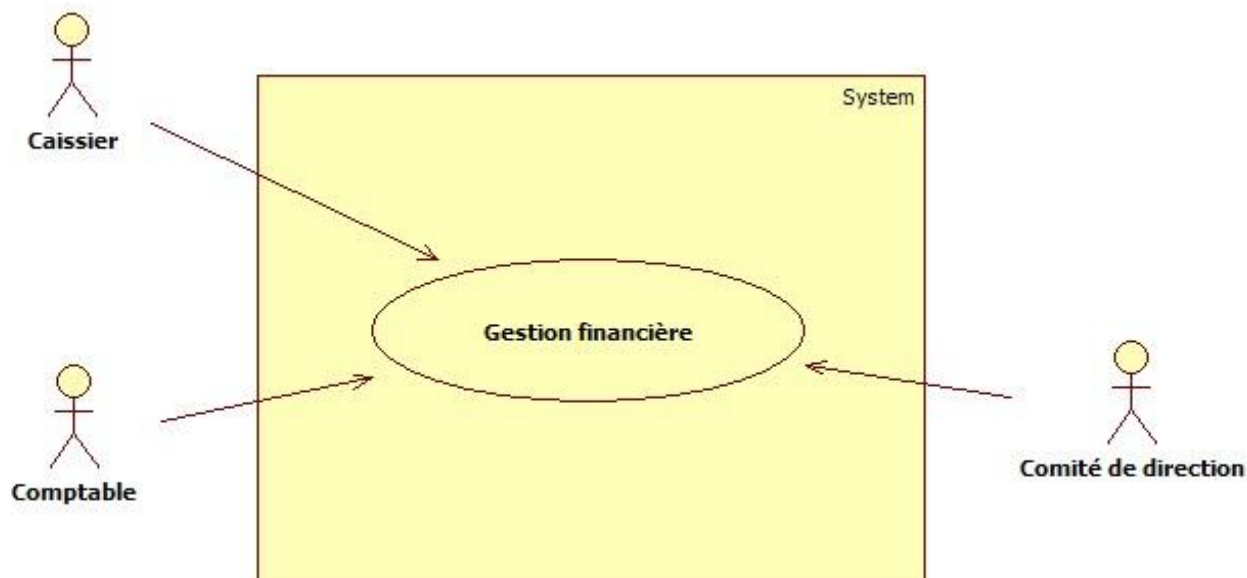 System
Caissier
Gestion financière
Comptable
Comité de direction